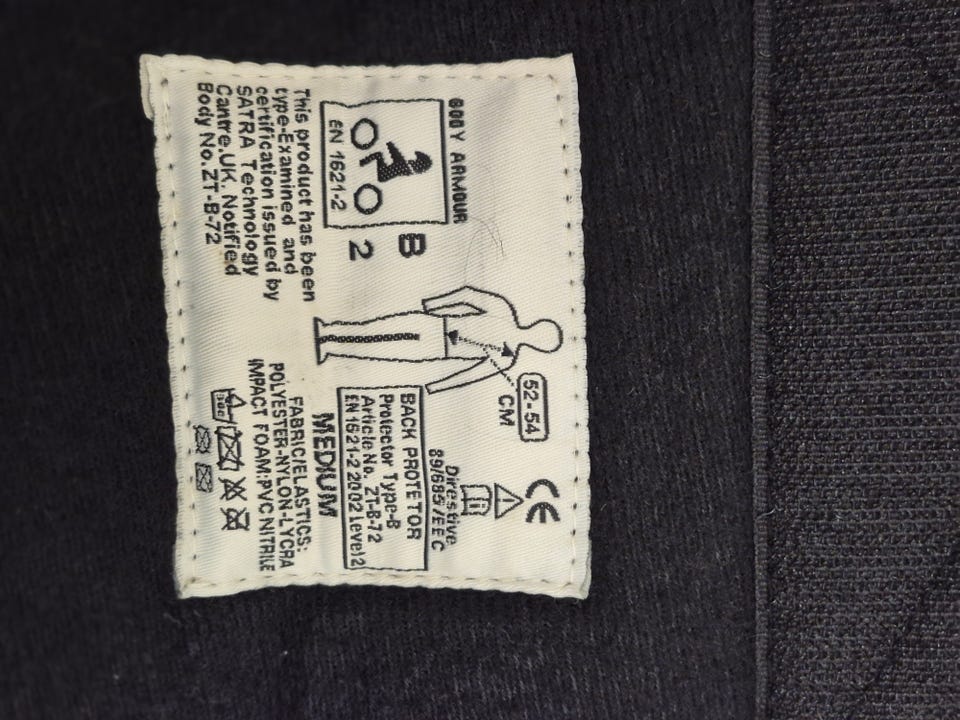 BODY ARMOUR
B
EN 1621-2
2
This product has been
type-Examined and
certification issued by
SATRA Technology
Cantre.UK. Notified
Body No.ZT-B-72
52-54
CM
CE
Directive
89/685/EEC
BACK PROTETOR
Protector Type-B
Article No. ZT-B-72
EN 1621-2 2002 Level 2
MEDIUM
FABRIC/ELASTICS:
POLYESTER-NYLON-LYCRA
IMPACT FOAM:PVC NITRILE